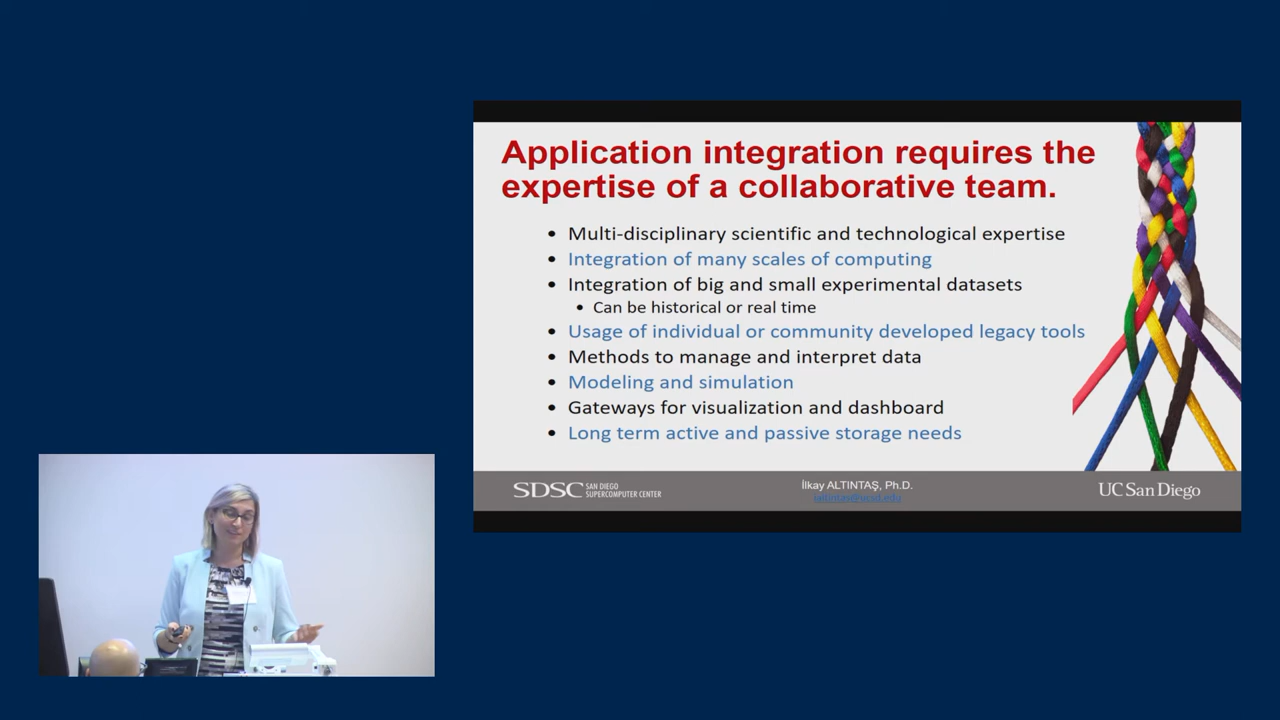 Application integration requires the
expertise of a collaborative team.
• Multi-disciplinary scientific and technological expertise
• Integration of many scales of computing
• Integration of big and small experimental datasets
• Can be historical or real time
• Usage of individual or community developed legacy tools
• Methods to manage and interpret data
• Modeling and simulation
• Gateways for visualization and dashboard
• Long term active and passive storage needs
SDSC SAN DIEGO
SUPERCOMPUTER CENTER
İlkay ALTINTAŞ, Ph.D.
ialtintas@ucsd.edu
UC San Diego